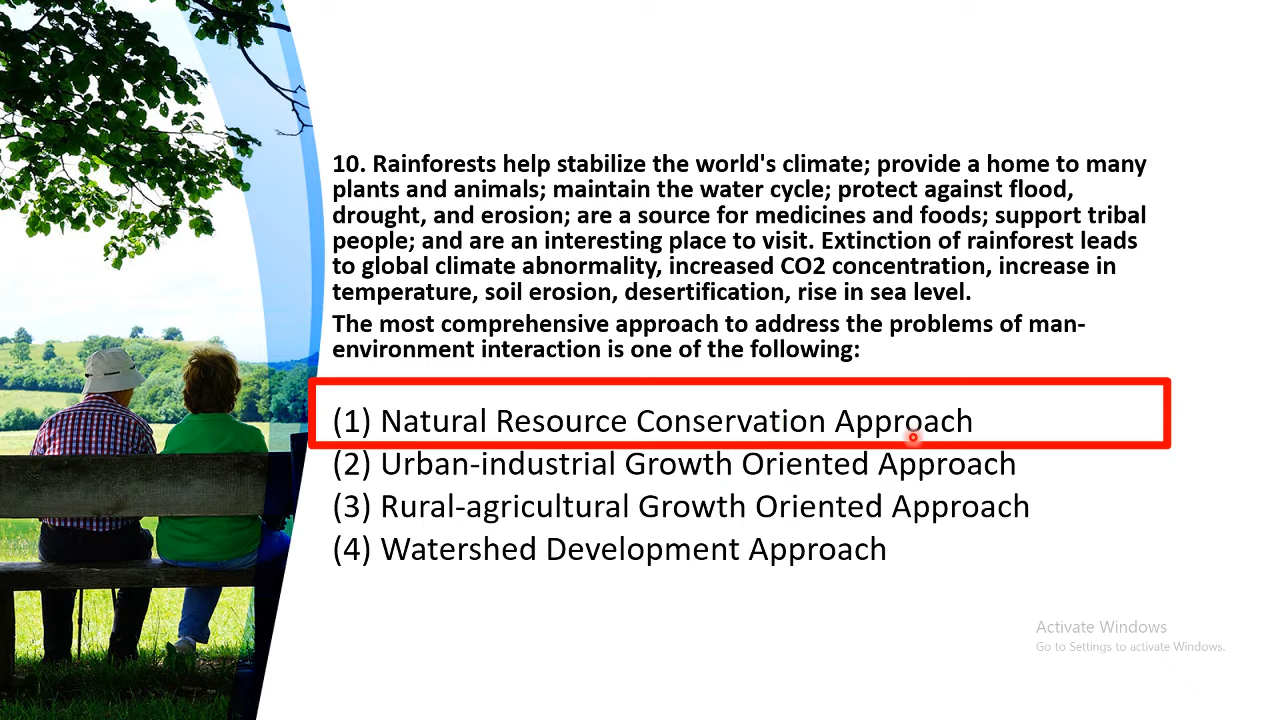 10. Rainforests help stabilize the world's climate; provide a home to many
plants and animals; maintain the water cycle; protect against flood,
drought, and erosion; are a source for medicines and foods; support tribal
people; and are an interesting place to visit. Extinction of rainforest leads
to global climate abnormality, increased CO2 concentration, increase in
temperature, soil erosion, desertification, rise in sea level.
The most comprehensive approach to address the problems of man-
environment interaction is one of the following:
(1) Natural Resource Conservation Approach
(2) Urban-industrial Growth Oriented Approach
(3) Rural-agricultural Growth Oriented Approach
(4) Watershed Development Approach
Activate Windows
Go to Settings to activate Windows.